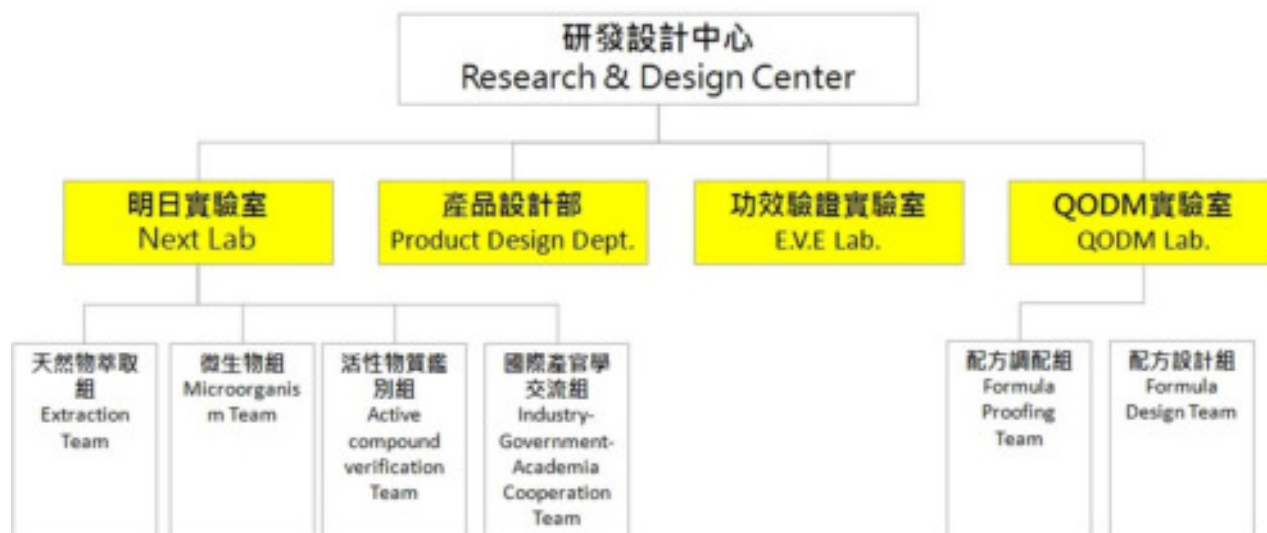 研發設計中心
Research & Design Center
明日實驗室
Next Lab
產品設計部
Product Design Dept.
功效驗證實驗室
E.V.E Lab.
QODM實驗室
QODM Lab.
天然物萃取
組
Extraction
Team
微生物組
Microorganis
m Team
活性物質鑑
別組
Active
compound
verification
Team
國際產官學
交流組
Industry-
Government-
Academia
Cooperation
Team
配方調配組
Formula
Proofing
Team
配方設計組
Formula
Design Team